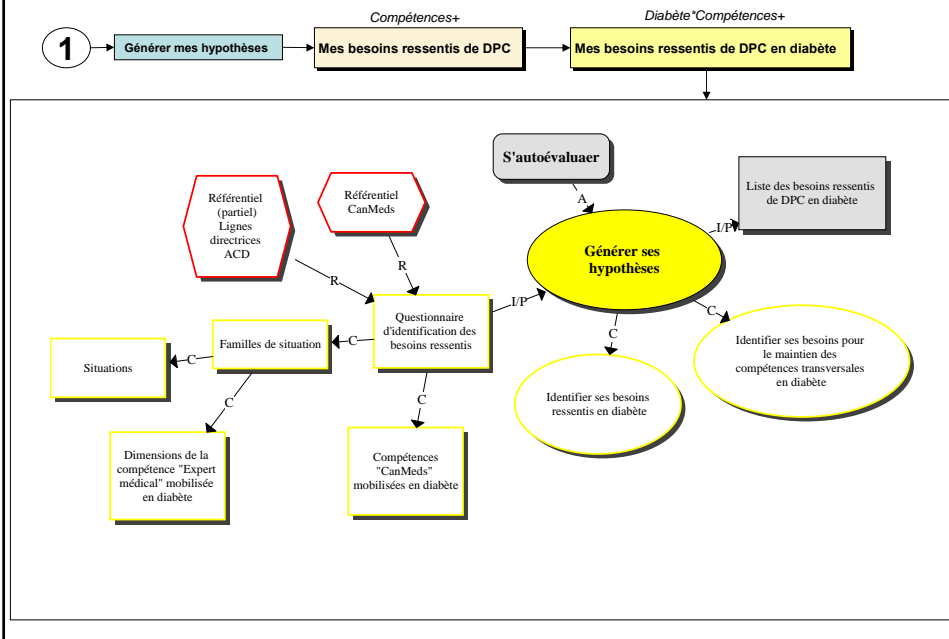 Compétences+
Diabète*Compétences+
1
Générer mes hypothèses
Mes besoins ressentis de DPC
Mes besoins ressentis de DPC en diabète
S'autoévaluaer
A
Liste des besoins ressentis
de DPC en diabète
I/P
Référentiel
(partiel)
Lignes
directrices
ACD
Référentiel
CanMeds
R
R
Générer ses
hypothèses
I/P
Questionnaire
d'identification des
besoins ressentis
C
Familles de situation
C
Situations
C
C
C
C
Identifier ses besoins
ressentis en diabète
Identifier ses besoins pour
le maintien des
compétences transversales
en diabète
Dimensions de la
compétence "Expert
médical" mobilisée
en diabète
Compétences
"CanMeds"
mobilisées en diabète